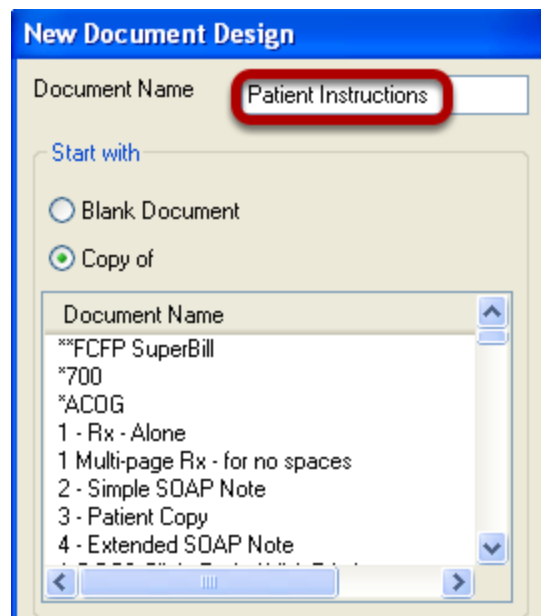 New Document Design
Document Name Patient Instructions
Start with
Blank Document
Copy of
Document Name
**FCFP SuperBill
*700
*ACOG
1 - Rx - Alone
1 Multi-page Rx - for no spaces
2 - Simple SOAP Note
3 - Patient Copy
4 - Extended SOAP Note